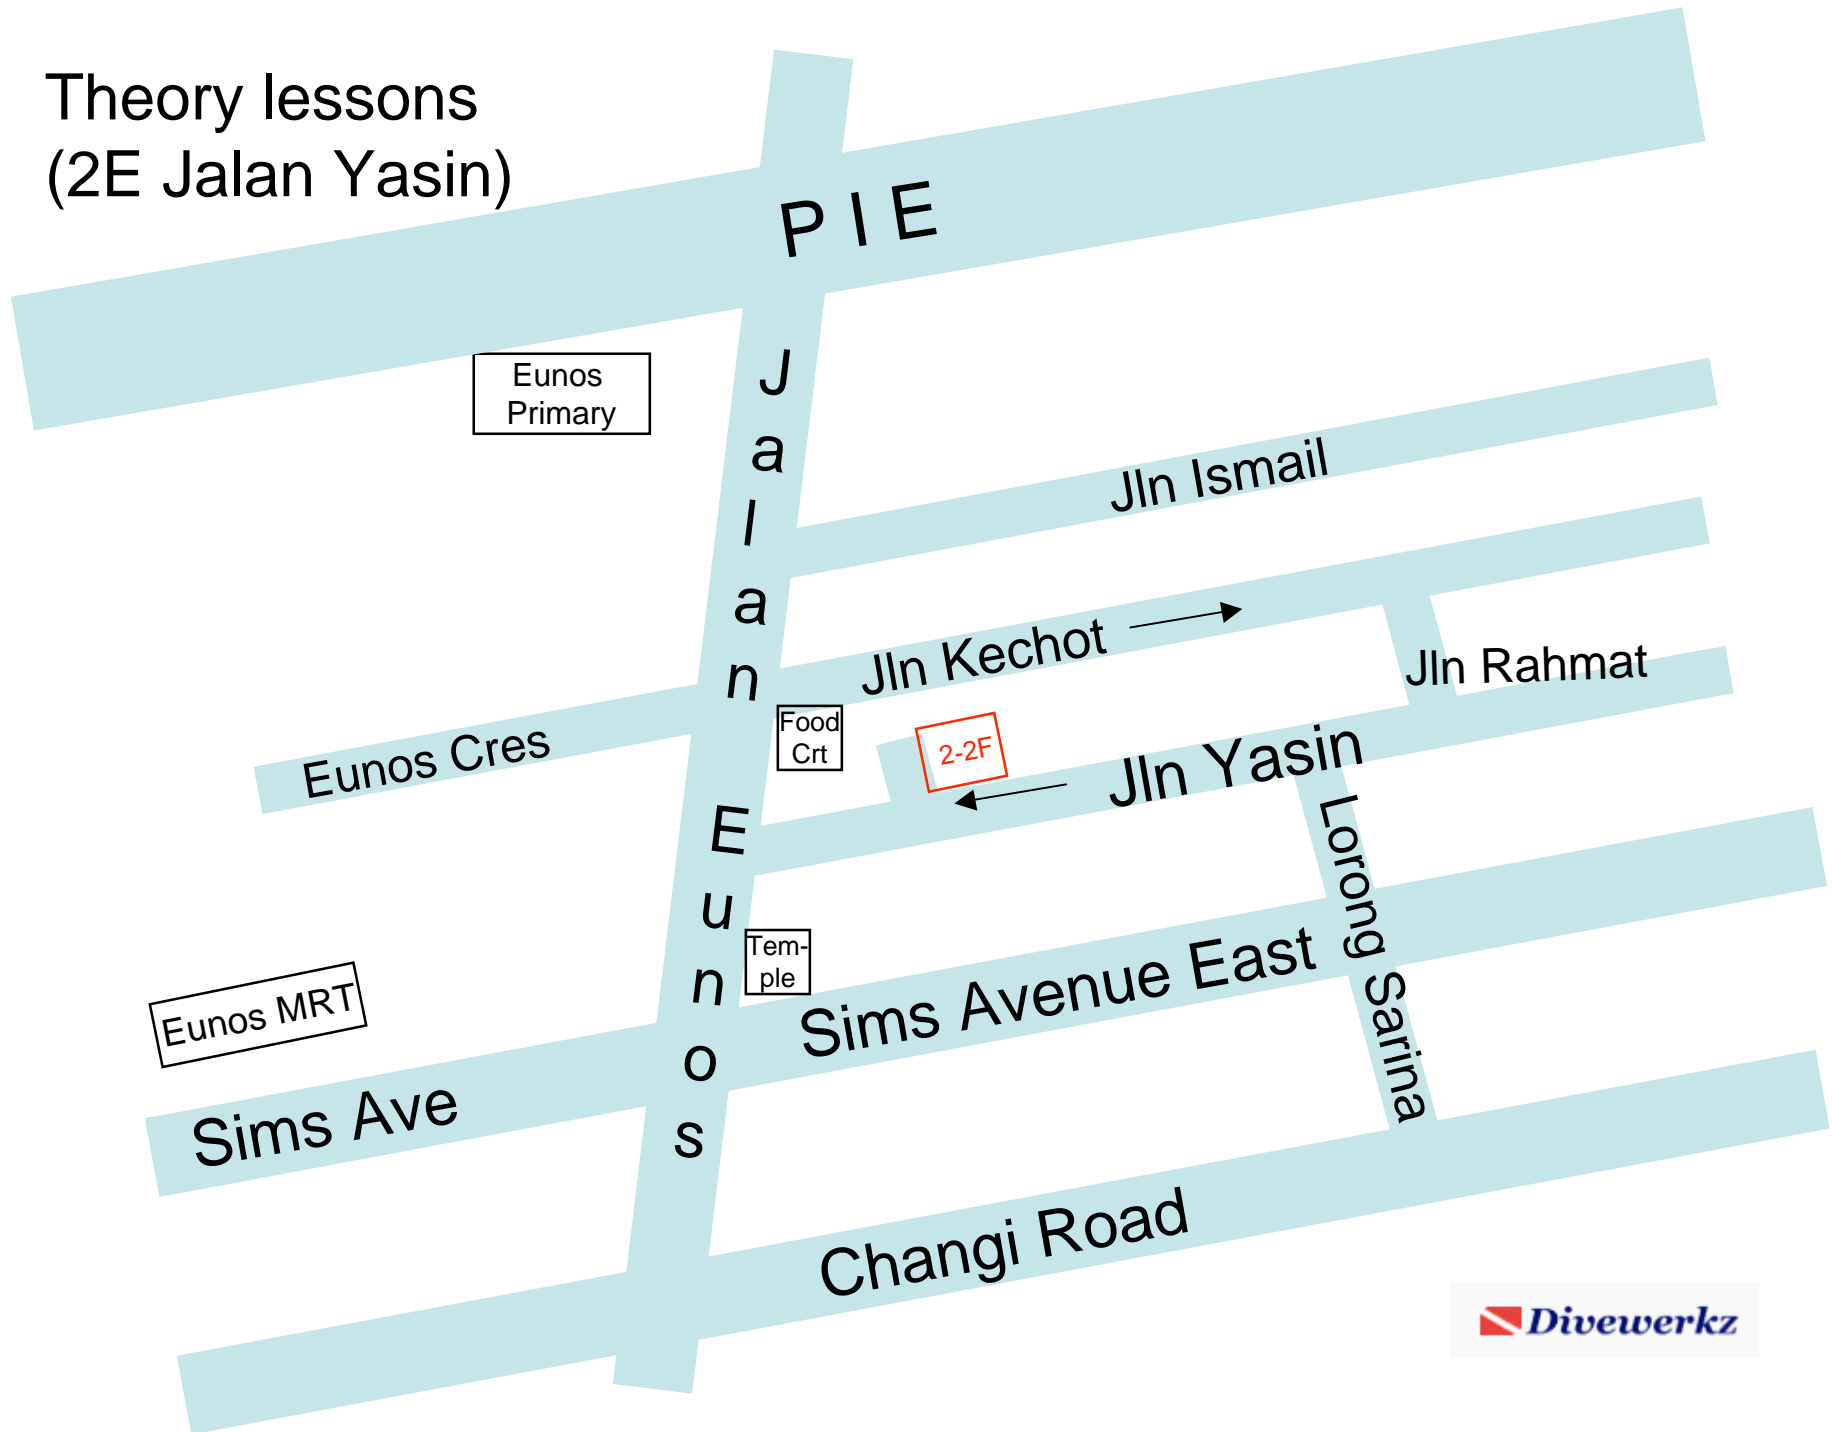 Theory lessons
(2E Jalan Yasin)
P I E
Jalan Eunos
Eunos
Primary
Jln Ismail
Jln Kechot
Jln Rahmat
Food
Crt
2-2F
Eunos Cres
Jln Yasin
Lorong Sarina
Tem-
ple
Sims Avenue East
Eunos MRT
Sims Ave
Changi Road
Divewerkz